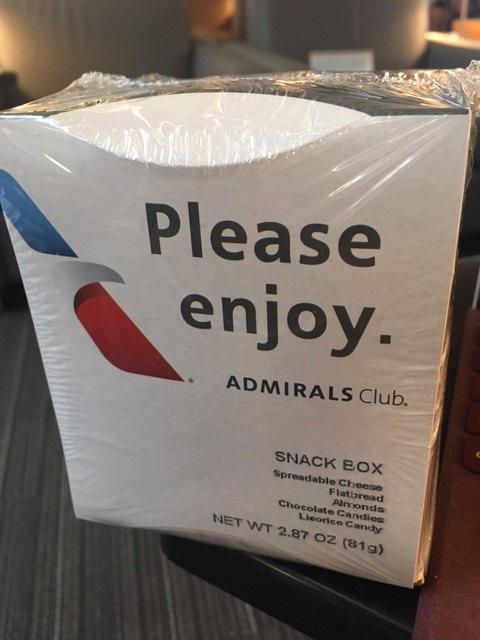 Please
enjoy.
ADMIRALS Club®
SNACK BOX
Spreadable Cheese
Flatbread
Almonds
Chocolate Candies
Licorice Candy
NET WT 2.87 OZ (81g)